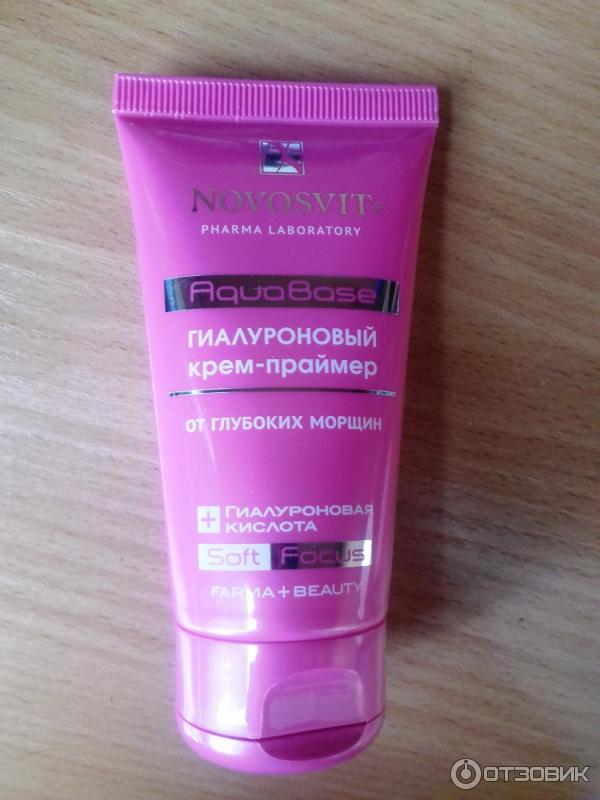 NOVOSVIT®
PHARMA LABORATORY
AquaBase
ГИАЛУРОНОВЫЙ
крем-праймер
ОТ ГЛУБОКИХ МОРЩИН
+ ГИАЛУРОНОВАЯ
КИСЛОТА
Soft Focus
FARMA+BEAUTY
ОТЗОВИК